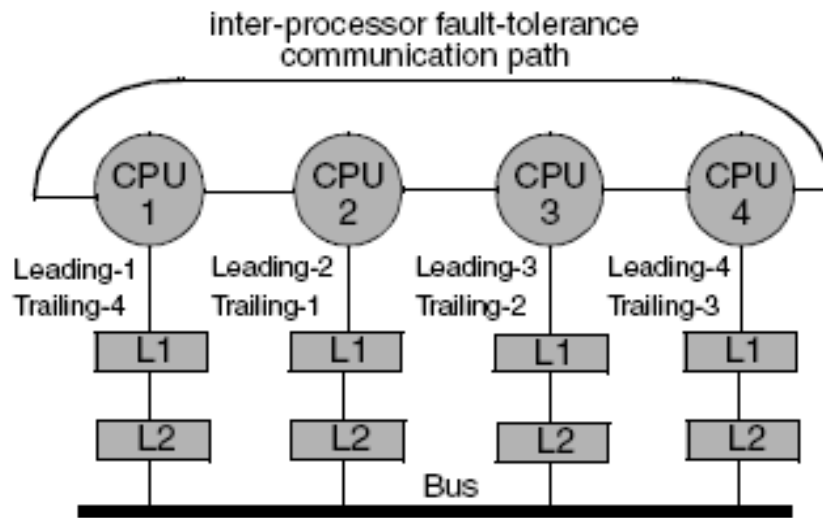 inter-processor fault-tolerance
communication path
CPU
1
CPU
2
CPU
3
CPU
4
Leading-1
Trailing-4
Leading-2
Trailing-1
Leading-3
Trailing-2
Leading-4
Trailing-3
L1
L1
L1
L1
L2
L2
L2
L2
Bus